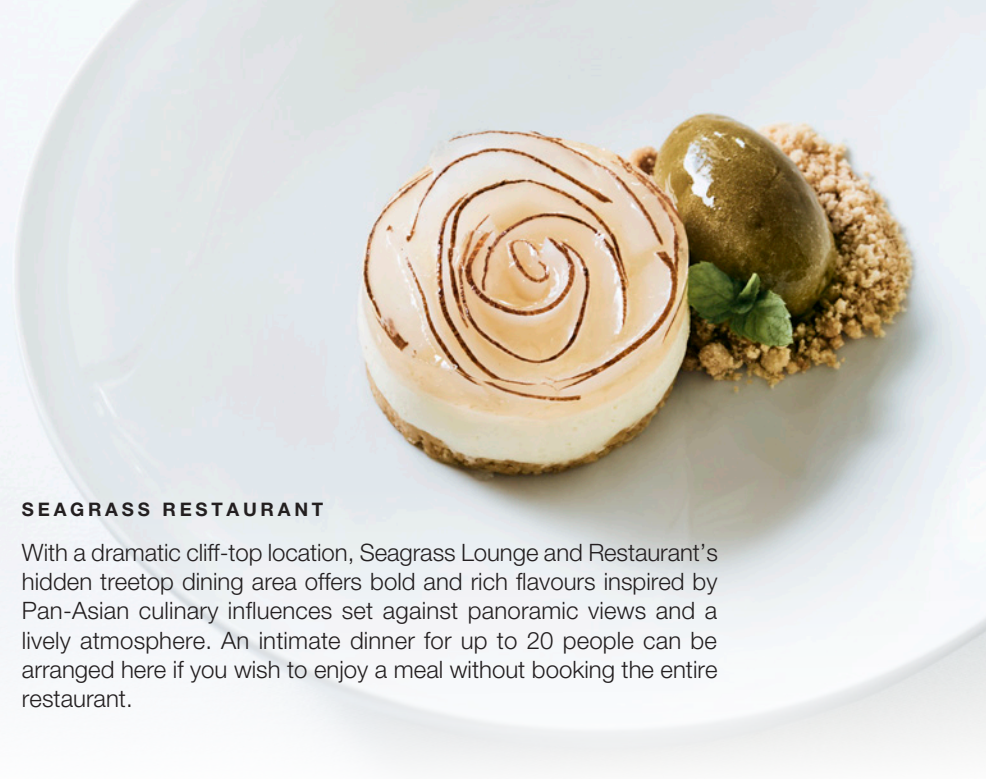 SEAGRASS RESTAURANT
With a dramatic cliff-top location, Seagrass Lounge and Restaurant’s
hidden treetop dining area offers bold and rich flavours inspired by
Pan-Asian culinary influences set against panoramic views and a
lively atmosphere. An intimate dinner for up to 20 people can be
arranged here if you wish to enjoy a meal without booking the entire
restaurant.